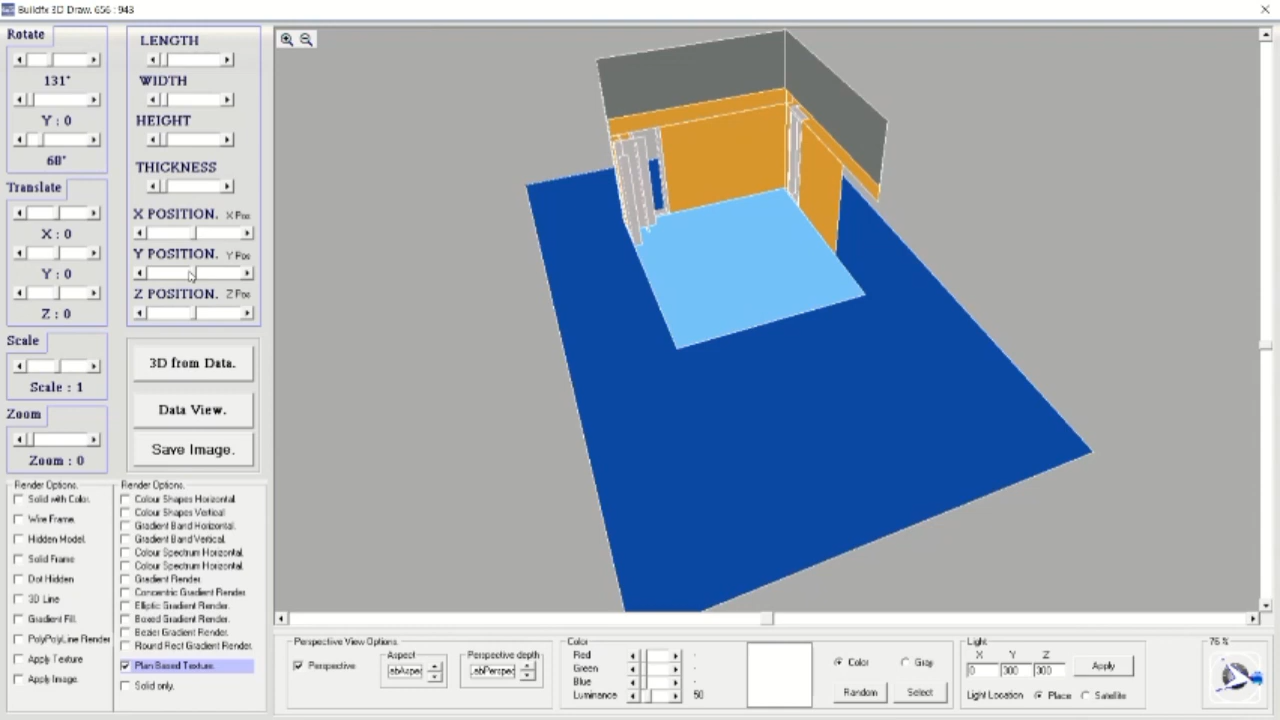 Buildfx 3D Draw. 656 : 943
Rotate
131°
Y : 0
60°
Translate
X : 0
Y : 0
Z : 0
Scale
Scale : 1
Zoom
Zoom : 0
LENGTH
WIDTH
HEIGHT
THICKNESS
X POSITION. X Pos
Y POSITION. Y Pos
Z POSITION. Z Pos
3D from Data.
Data View.
Save Image.
Render Options.
Solid with Color.
Wire Frame.
Hidden Model.
Solid Frame
Dot Hidden
3D Line
Gradient Fill.
PolyPolyLine Render
Apply Texture
Apply Image.
Render Options.
Colour Shapes Horizontal.
Colour Shapes Vertical
Gradient Band Horizontal.
Gradient Band Vertical.
Colour Spectrum Horizontal.
Colour Spectrum Horizontal.
Gradient Render.
Concentric Gradient Render
Elliptic Gradient Render.
Boxed Gradient Render.
Bezier Gradient Render.
Round Rect Gradient Render.
Plan Based Texture.
Solid only.
Perspective View Options.
Perspective
Aspect
labAspec
Perspective depth
LabPerspec
Color
Red
Green
Blue
Luminance 50
Color Gray
Random Select
Light
X Y Z
0 300 300 Apply
Light Location Place Satellite